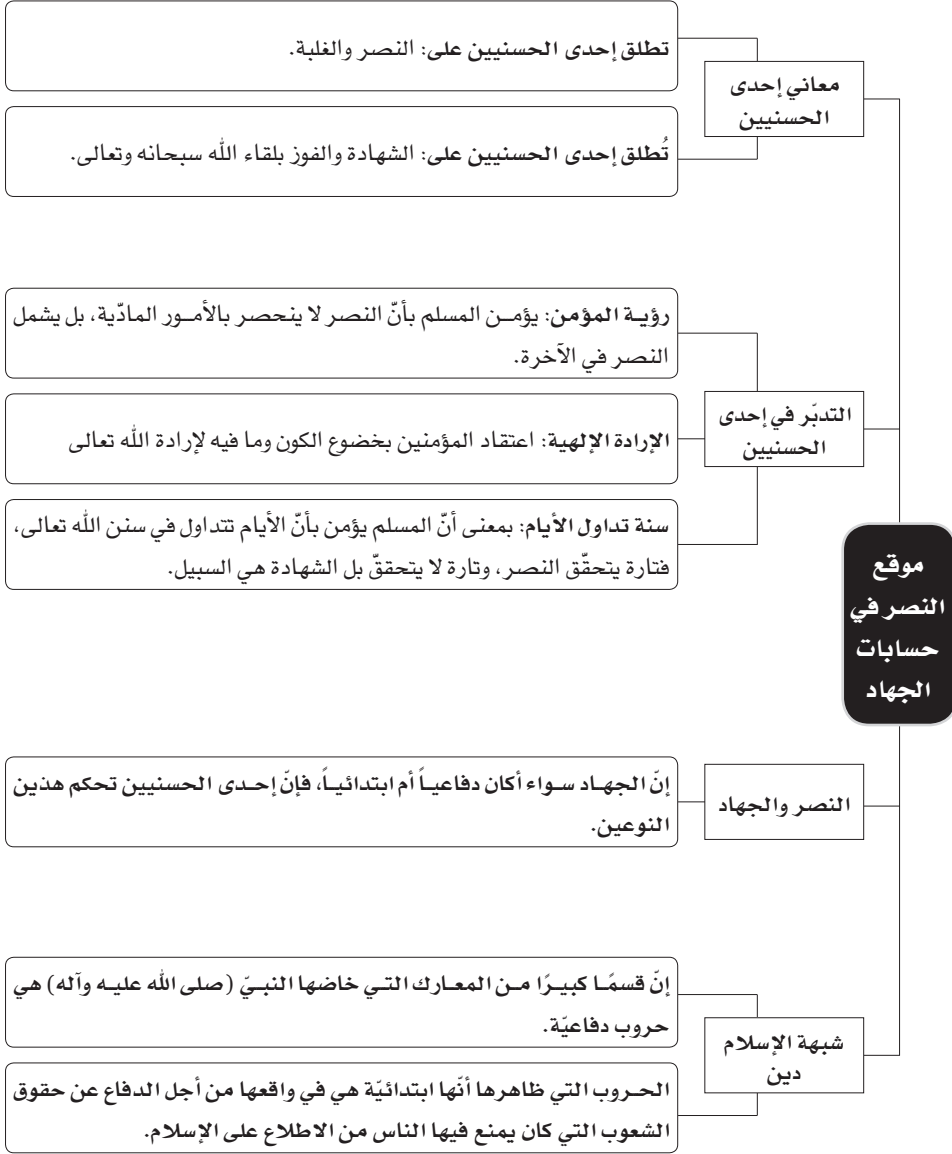 موقع
النصر في
حسابات
الجهاد
معاني إحدى
الحسنيين
تطلق إحدى الحسنيين على: النصر والغلبة.
تُطلق إحدى الحسنيين على: الشهادة والفوز بلقاء الله سبحانه وتعالى.
التدبّر في إحدى
الحسنيين
رؤية المؤمن: يؤمن المسلم بأنّ النصر لا ينحصر بالأمور المادّية، بل يشمل
النصر في الآخرة.
الإرادة الإلهية: اعتقاد المؤمنين بخضوع الكون وما فيه لإرادة الله تعالى
سنة تداول الأيام: بمعنى أنّ المسلم يؤمن بأنّ الأيام تتداول في سنن الله تعالى،
فتارة يتحقّق النصر، وتارة لا يتحققّ بل الشهادة هي السبيل.
النصر والجهاد
إنّ الجهاد سواء أكان دفاعياً أم ابتدائياً، فإنّ إحدى الحسنيين تحكم هذين
النوعين.
شبهة الإسلام
دين
إنّ قسمًا كبيرًا من المعارك التي خاضها النبيّ (صلى الله عليه وآله) هي
حروب دفاعيّة.
الحروب التي ظاهرها أنّها ابتدائيّة هي في واقعها من أجل الدفاع عن حقوق
الشعوب التي كان يمنع فيها الناس من الاطلاع على الإسلام.